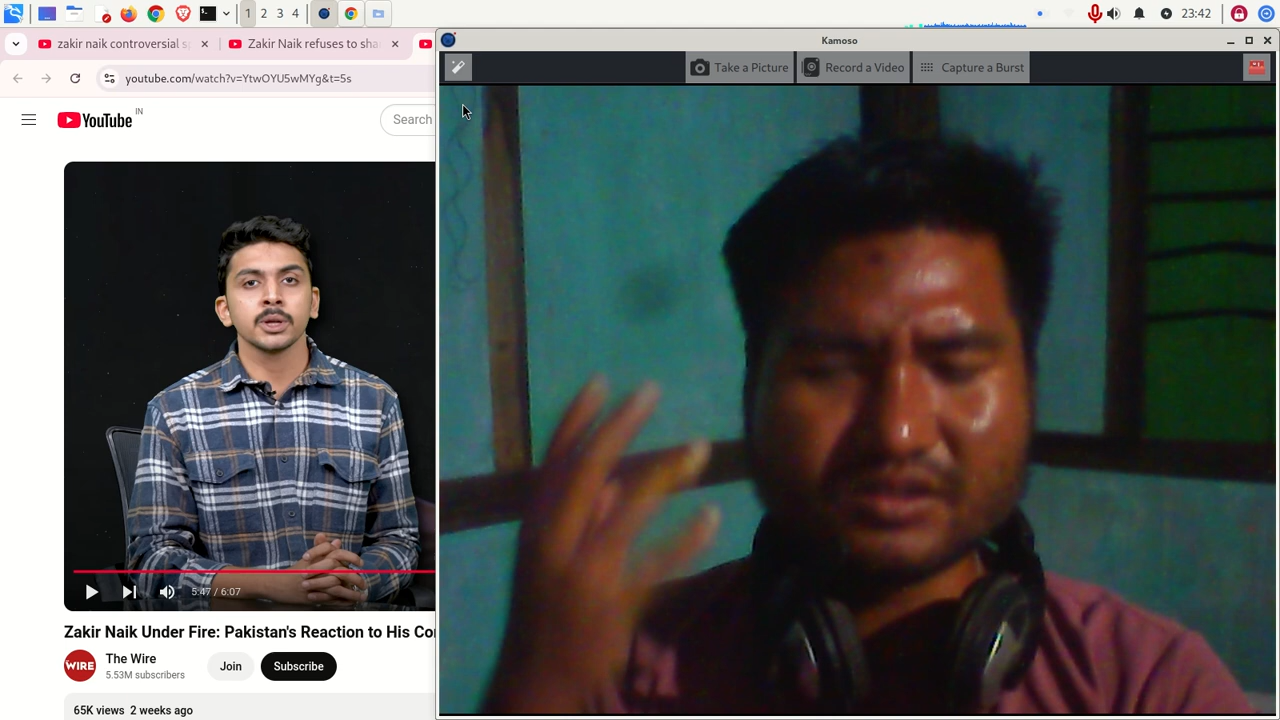 1 2 3 4
23:42
zakir naik controversi
Zakir Naik refuses to sha
youtube.com/watch?v=YtwOYU5wMYg&t=5s
YouTube IN
Search
5:47 / 6:07
Zakir Naik Under Fire: Pakistan's Reaction to His Co
WIRE
The Wire
5.53M subscribers
Join
Subscribe
65K views 2 weeks ago
Kamoso
Take a Picture
Record a Video
Capture a Burst